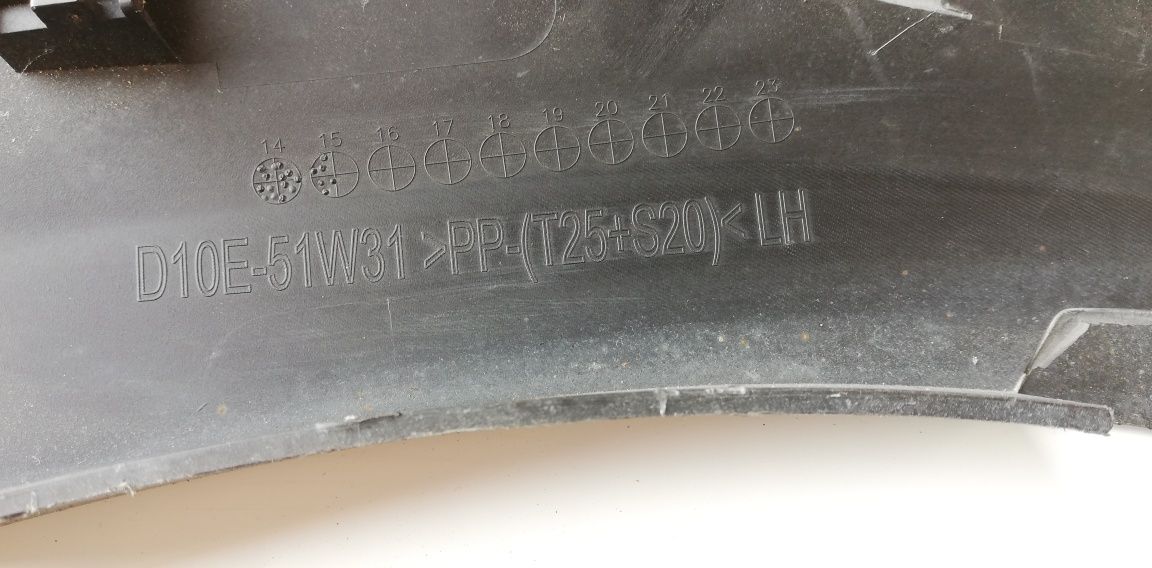 14 15 16 17 18 19 20 21 22 23
D10E-51W31 >PP-(T25+S20)< LH